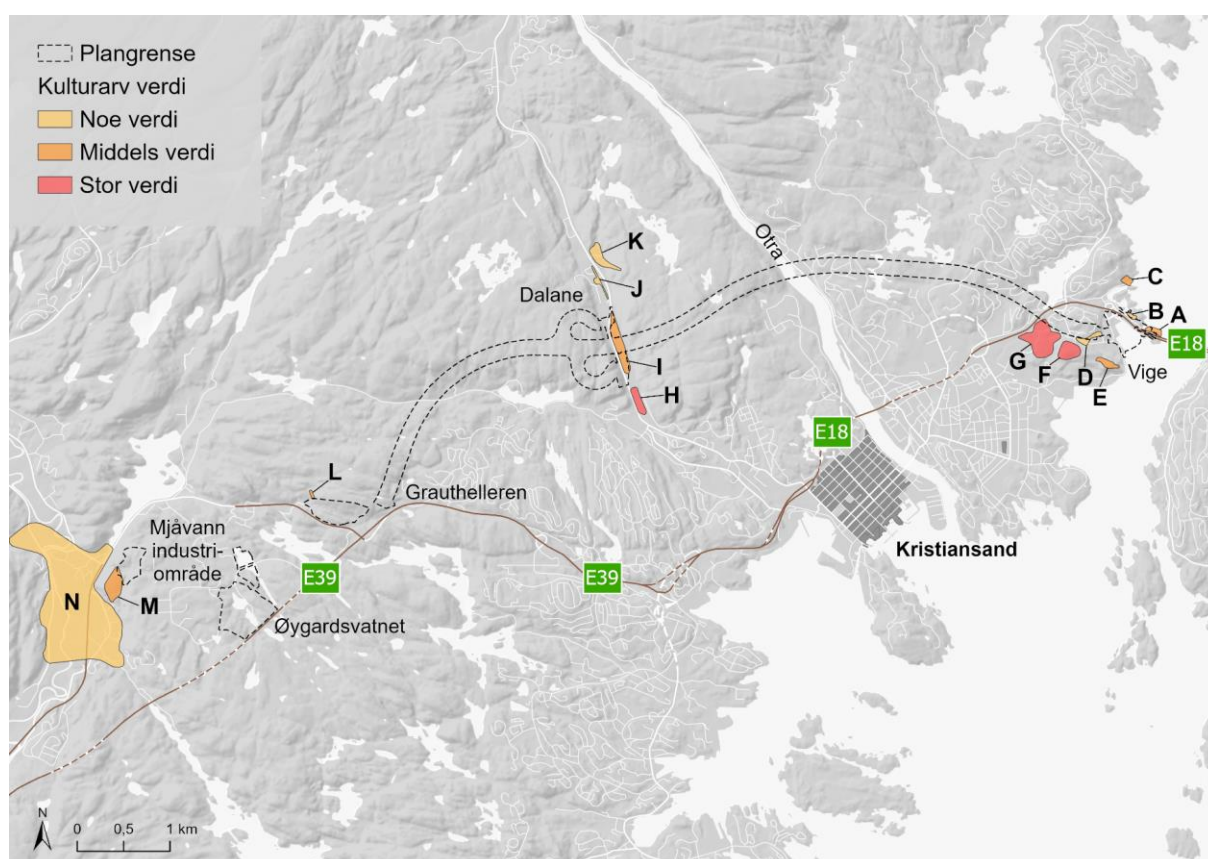 Plangrense
Kulturarv verdi
Noe verdi
Middels verdi
Stor verdi
K
Otra
J
Dalane
C
B
A
E18
I
G
F
D
E
Vige
H
E18
L
Grauthelleren
Mjåvann
industri-
område
Kristiansand
E39
E39
N
M
Øygardsvatnet
N
0 0,5 1 km